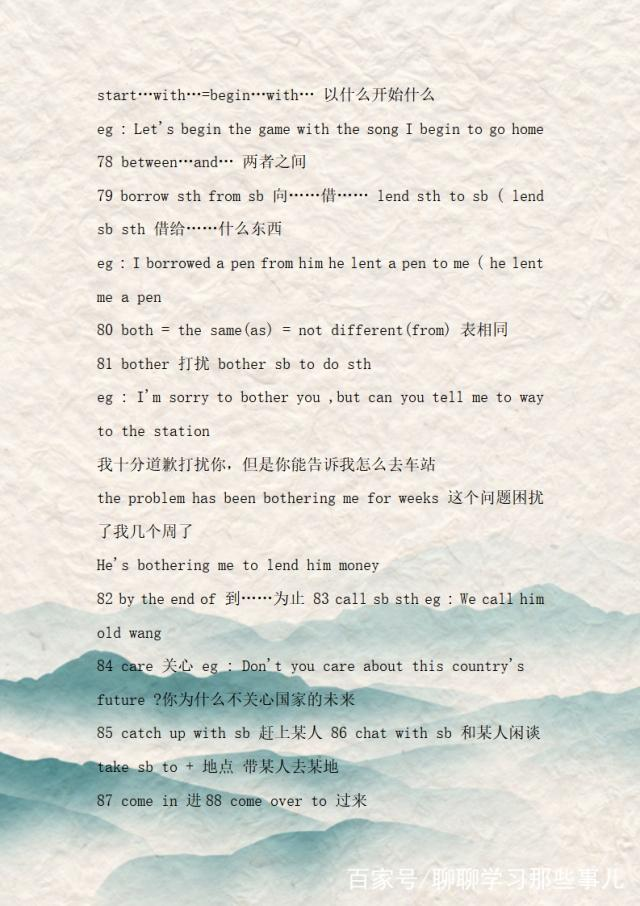 start…with…=begin…with… 以什么开始什么
eg : Let's begin the game with the song I begin to go home
78 between…and… 两者之间
79 borrow sth from sb 向……借…… lend sth to sb ( lend
sb sth 借给……什么东西
eg : I borrowed a pen from him he lent a pen to me ( he lent
me a pen
80 both = the same(as) = not different(from) 表相同
81 bother 打扰 bother sb to do sth
eg : I'm sorry to bother you ,but can you tell me to way
to the station
我十分道歉打扰你，但是你能告诉我怎么去车站
the problem has been bothering me for weeks 这个问题困扰
了我几个周了
He's bothering me to lend him money
82 by the end of 到……为止 83 call sb sth eg : We call him
old wang
84 care 关心 eg : Don't you care about this country's
future ?你为什么不关心国家的未来
85 catch up with sb 赶上某人 86 chat with sb 和某人闲谈
take sb to + 地点 带某人去某地
87 come in 进 88 come over to 过来
百家号/聊聊学习那些事儿